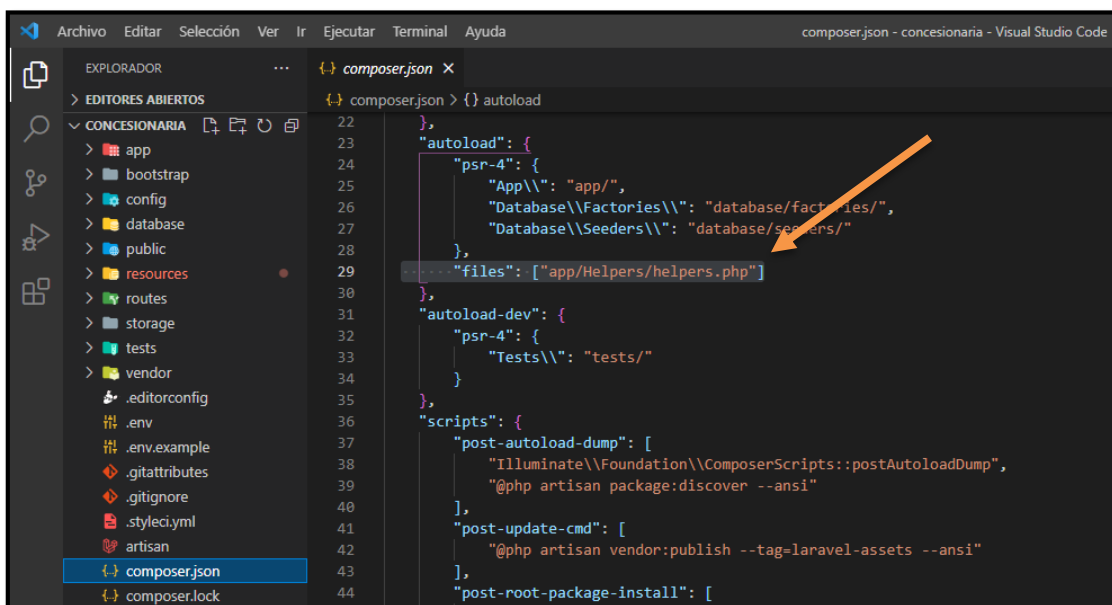 Archivo Editar Selección Ver Ir Ejecutar Terminal Ayuda composer.json - concesionaria - Visual Studio Code
EXPLORADOR ...
EDITORES ABIERTOS
CONCESIONARIA
app
bootstrap
config
database
public
resources
routes
storage
tests
vendor
.editorconfig
.env
.env.example
.gitattributes
.gitignore
.styleci.yml
artisan
composer.json
composer.lock
{..} composer.json ×
{..} composer.json > {} autoload
22 },
23 "autoload": {
24 "psr-4": {
25 "App\\": "app/",
26 "Database\\Factories\\": "database/factories/",
27 "Database\\Seeders\\": "database/seeders/"
28 },
29 "files": ["app/Helpers/helpers.php"]
30 },
31 "autoload-dev": {
32 "psr-4": {
33 "Tests\\": "tests/"
34 }
35 },
36 "scripts": {
37 "post-autoload-dump": [
38 "Illuminate\\Foundation\\ComposerScripts::postAutoloadDump",
39 "@php artisan package:discover --ansi"
40 ],
41 "post-update-cmd": [
42 "@php artisan vendor:publish --tag=laravel-assets --ansi"
43 ],
44 "post-root-package-install": [